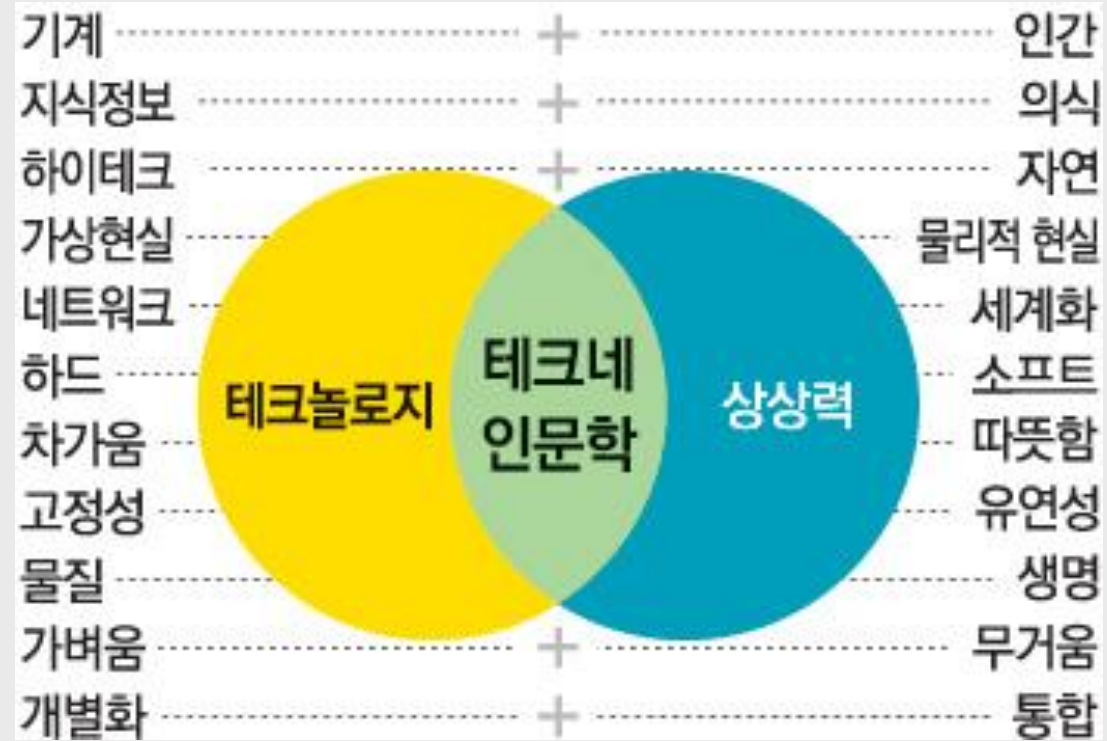 기계 + 인간
지식정보 + 의식
하이테크 + 자연
가상현실 물리적 현실
네트워크 세계화
하드 소프트
테크놀로지
테크네
인문학
상상력
차가움 따뜻함
고정성 유연성
물질 생명
가벼움 + 무거움
개별화 + 통합